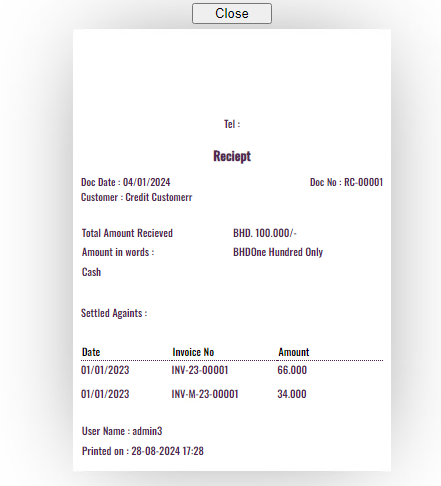 Close
Tel :
Reciept
Doc Date : 04/01/2024 Doc No : RC-00001
Customer : Credit Customerr
Total Amount Recieved BHD. 100.000/-
Amount in words : BHDOne Hundred Only
Cash
Settled Againts :
Date Invoice No Amount
01/01/2023 INV-23-00001 66.000
01/01/2023 INV-M-23-00001 34.000
User Name : admin3
Printed on : 28-08-2024 17:28